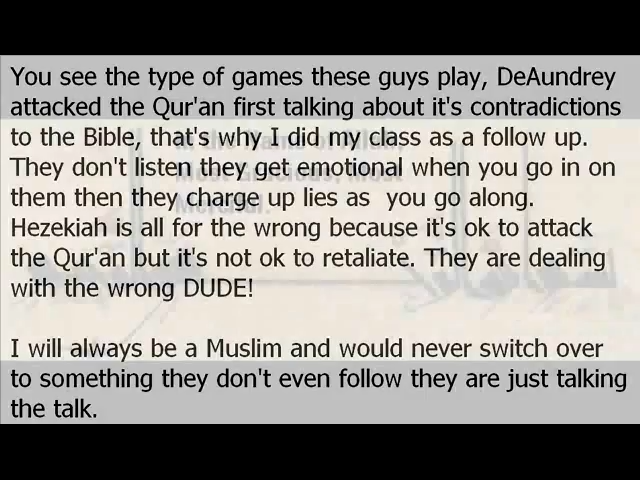 You see the type of games these guys play, DeAundrey
attacked the Qur'an first talking about it's contradictions
to the Bible, that's why I did my class as a follow up.
They don't listen they get emotional when you go in on
them then they charge up lies as  you go along.
Hezekiah is all for the wrong because it's ok to attack
the Qur'an but it's not ok to retaliate. They are dealing
with the wrong DUDE!
I will always be a Muslim and would never switch over
to something they don't even follow they are just talking
the talk.